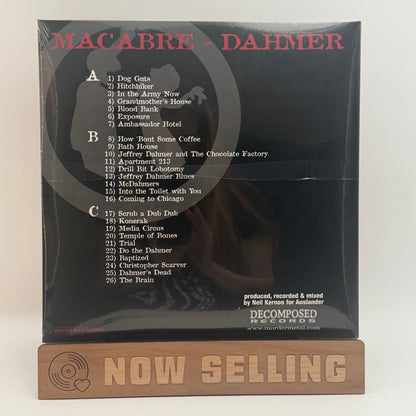 MACABRE - DAHMER
A
1) Dog Guts
2) Hitchhiker
3) In the Army Now
4) Grandmother's House
5) Blood Bank
6) Exposure
7) Ambassador Hotel
B
8) How 'Bout Some Coffee
9) Bath House
10) Jeffrey Dahmer and The Chocolate Factory
11) Apartment 213
12) Drill Bit Lobotomy
13) Jeffrey Dahmer Blues
14) McDahmers
15) Into the Toilet with You
16) Coming to Chicago
C
17) Scrub a Dub Dub
18) Konerak
19) Media Circus
20) Temple of Bones
21) Trial
22) Do the Dahmer
23) Baptized
24) Christopher Scarver
25) Dahmer's Dead
26) The Brain
produced, recorded & mixed
by Neil Kernon for Auslander
DECOMPOSED
RECORDS
www.murdermetal.com
NOW SELLING